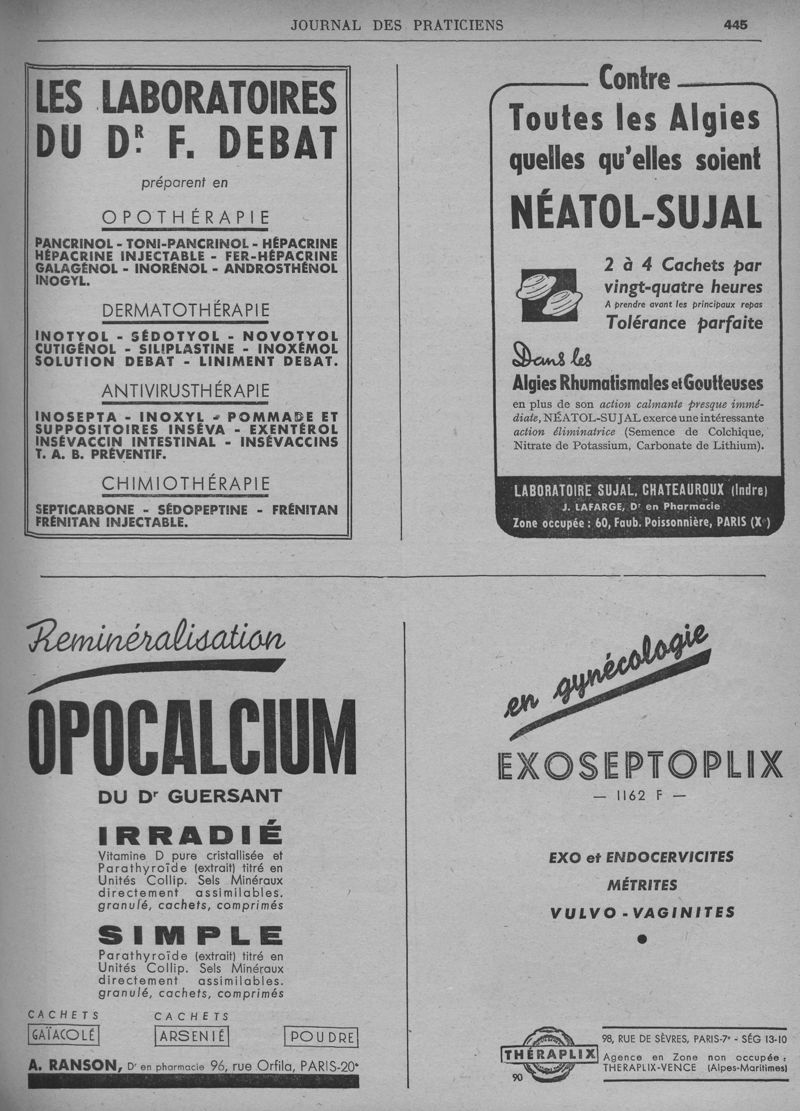 JOURNAL DES PRATICIENS 445
LES LABORATOIRES
DU DR. F. DEBAT
préparent en
OPOTHÉRAPIE
PANCRINOL - TONI-PANCRINOL - HÉPACRINE
HÉPACRINE INJECTABLE - FER-HÉPACRINE
GALAGÉNOL - INORÉNOL - ANDROSTHÉNOL
INOGYL.
DERMATOTHÉRAPIE
INOTYOL - SÉDOTYOL - NOVOTYOL
CUTIGÉNOL - SILIPLASTINE - INOXÉMOL
SOLUTION DEBAT - LINIMENT DEBAT.
ANTIVIRUSTHÉRAPIE
INOSEPTA - INOXYL - POMMADE ET
SUPPOSITOIRES INSÉVA - EXENTÉROL
INSÉVACCIN INTESTINAL - INSÉVACCINS
T. A. B. PRÉVENTIF.
CHIMIOTHÉRAPIE
SEPTICARBONE - SÉDOPEPTINE - FRÉNITAN
FRÉNITAN INJECTABLE.
Contre
Toutes les Algies
quelles qu'elles soient
NÉATOL-SUJAL
2 à 4 Cachets par
vingt-quatre heures
A prendre avant les principaux repas
Tolérance parfaite
Dans les
Algies Rhumatismales et Goutteuses
en plus de son action calmante presque immé-
diate, NÉATOL-SUJAL exerce une intéressante
action éliminatrice (Semence de Colchique,
Nitrate de Potassium, Carbonate de Lithium).
LABORATOIRE SUJAL, CHATEAUROUX (Indre)
J. LAFARGE, Dr en Pharmacie
Zone occupée : 60, Faub. Poissonnière, PARIS (Xe)
Reminéralisation
OPOCALCIUM
DU Dr GUERSANT
IRRADIÉ
Vitamine D pure cristallisée et
Parathyroïde (extrait) titré en
Unités Collip. Sels Minéraux
directement assimilables.
granulé, cachets, comprimés
SIMPLE
Parathyroïde (extrait) titré en
Unités Collip. Sels Minéraux
directement assimilables.
granulé, cachets, comprimés
CACHETS CACHETS
GAÏACOLÉ ARSENIÉ POUDRE
A. RANSON, Dr en pharmacie 96, rue Orfila, PARIS-20e
en gynécologie
EXOSEPTOPLIX
— 1162 F —
EXO et ENDOCERVICITES
MÉTRITES
VULVO-VAGINITES
THÉRAPLIX
90
98, RUE DE SÈVRES, PARIS-7e - SÉG 13-10
Agence en Zone non occupée :
THERAPLIX-VENCE (Alpes-Maritimes)